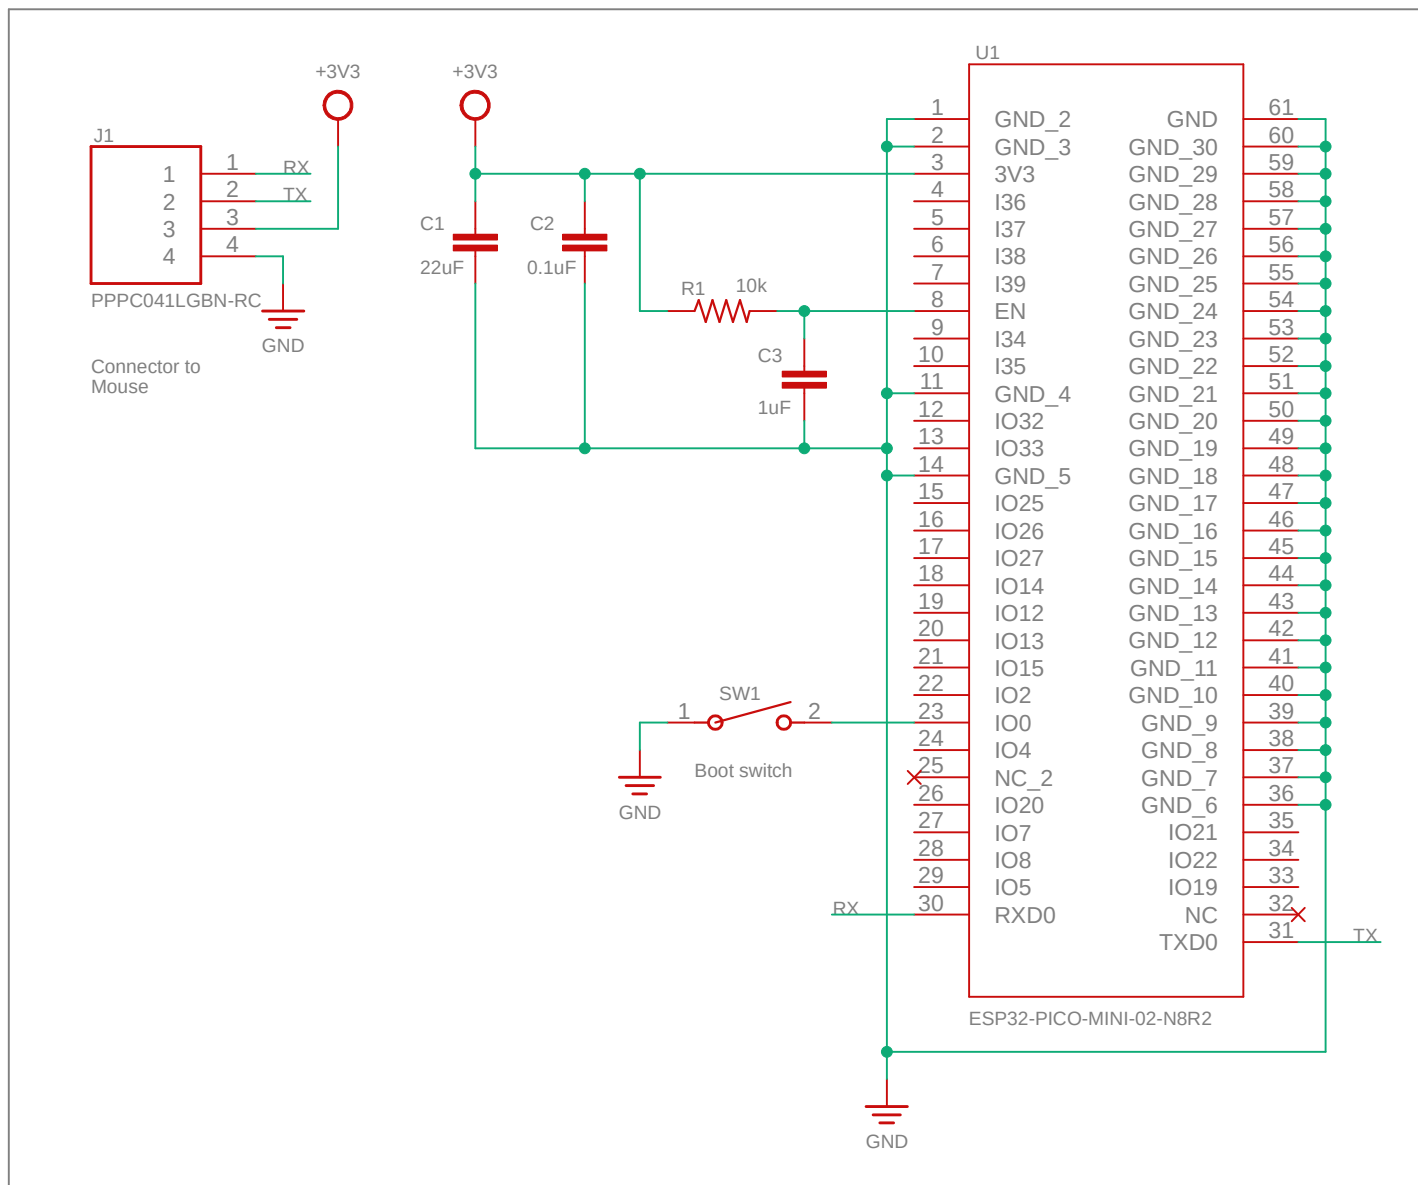 +3V3
+3V3
J1
1 1 RX
2 2 TX
3 3
4 4
PPPC041LGBN-RC
GND
Connector to
Mouse
C1
22uF
C2
0.1uF
R1 10k
C3
1uF
SW1
1 2
Boot switch
GND
U1
1 GND_2 GND 61
2 GND_3 GND_30 60
3 3V3 GND_29 59
4 I36 GND_28 58
5 I37 GND_27 57
6 I38 GND_26 56
7 I39 GND_25 55
8 EN GND_24 54
9 I34 GND_23 53
10 I35 GND_22 52
11 GND_4 GND_21 51
12 IO32 GND_20 50
13 IO33 GND_19 49
14 GND_5 GND_18 48
15 IO25 GND_17 47
16 IO26 GND_16 46
17 IO27 GND_15 45
18 IO14 GND_14 44
19 IO12 GND_13 43
20 IO13 GND_12 42
21 IO15 GND_11 41
22 IO2 GND_10 40
23 IO0 GND_9 39
24 IO4 GND_8 38
25 NC_2 GND_7 37
26 IO20 GND_6 36
27 IO7 IO21 35
28 IO8 IO22 34
29 IO5 IO19 33
RX 30 RXD0 NC 32
TXD0 31 TX
ESP32-PICO-MINI-02-N8R2
GND